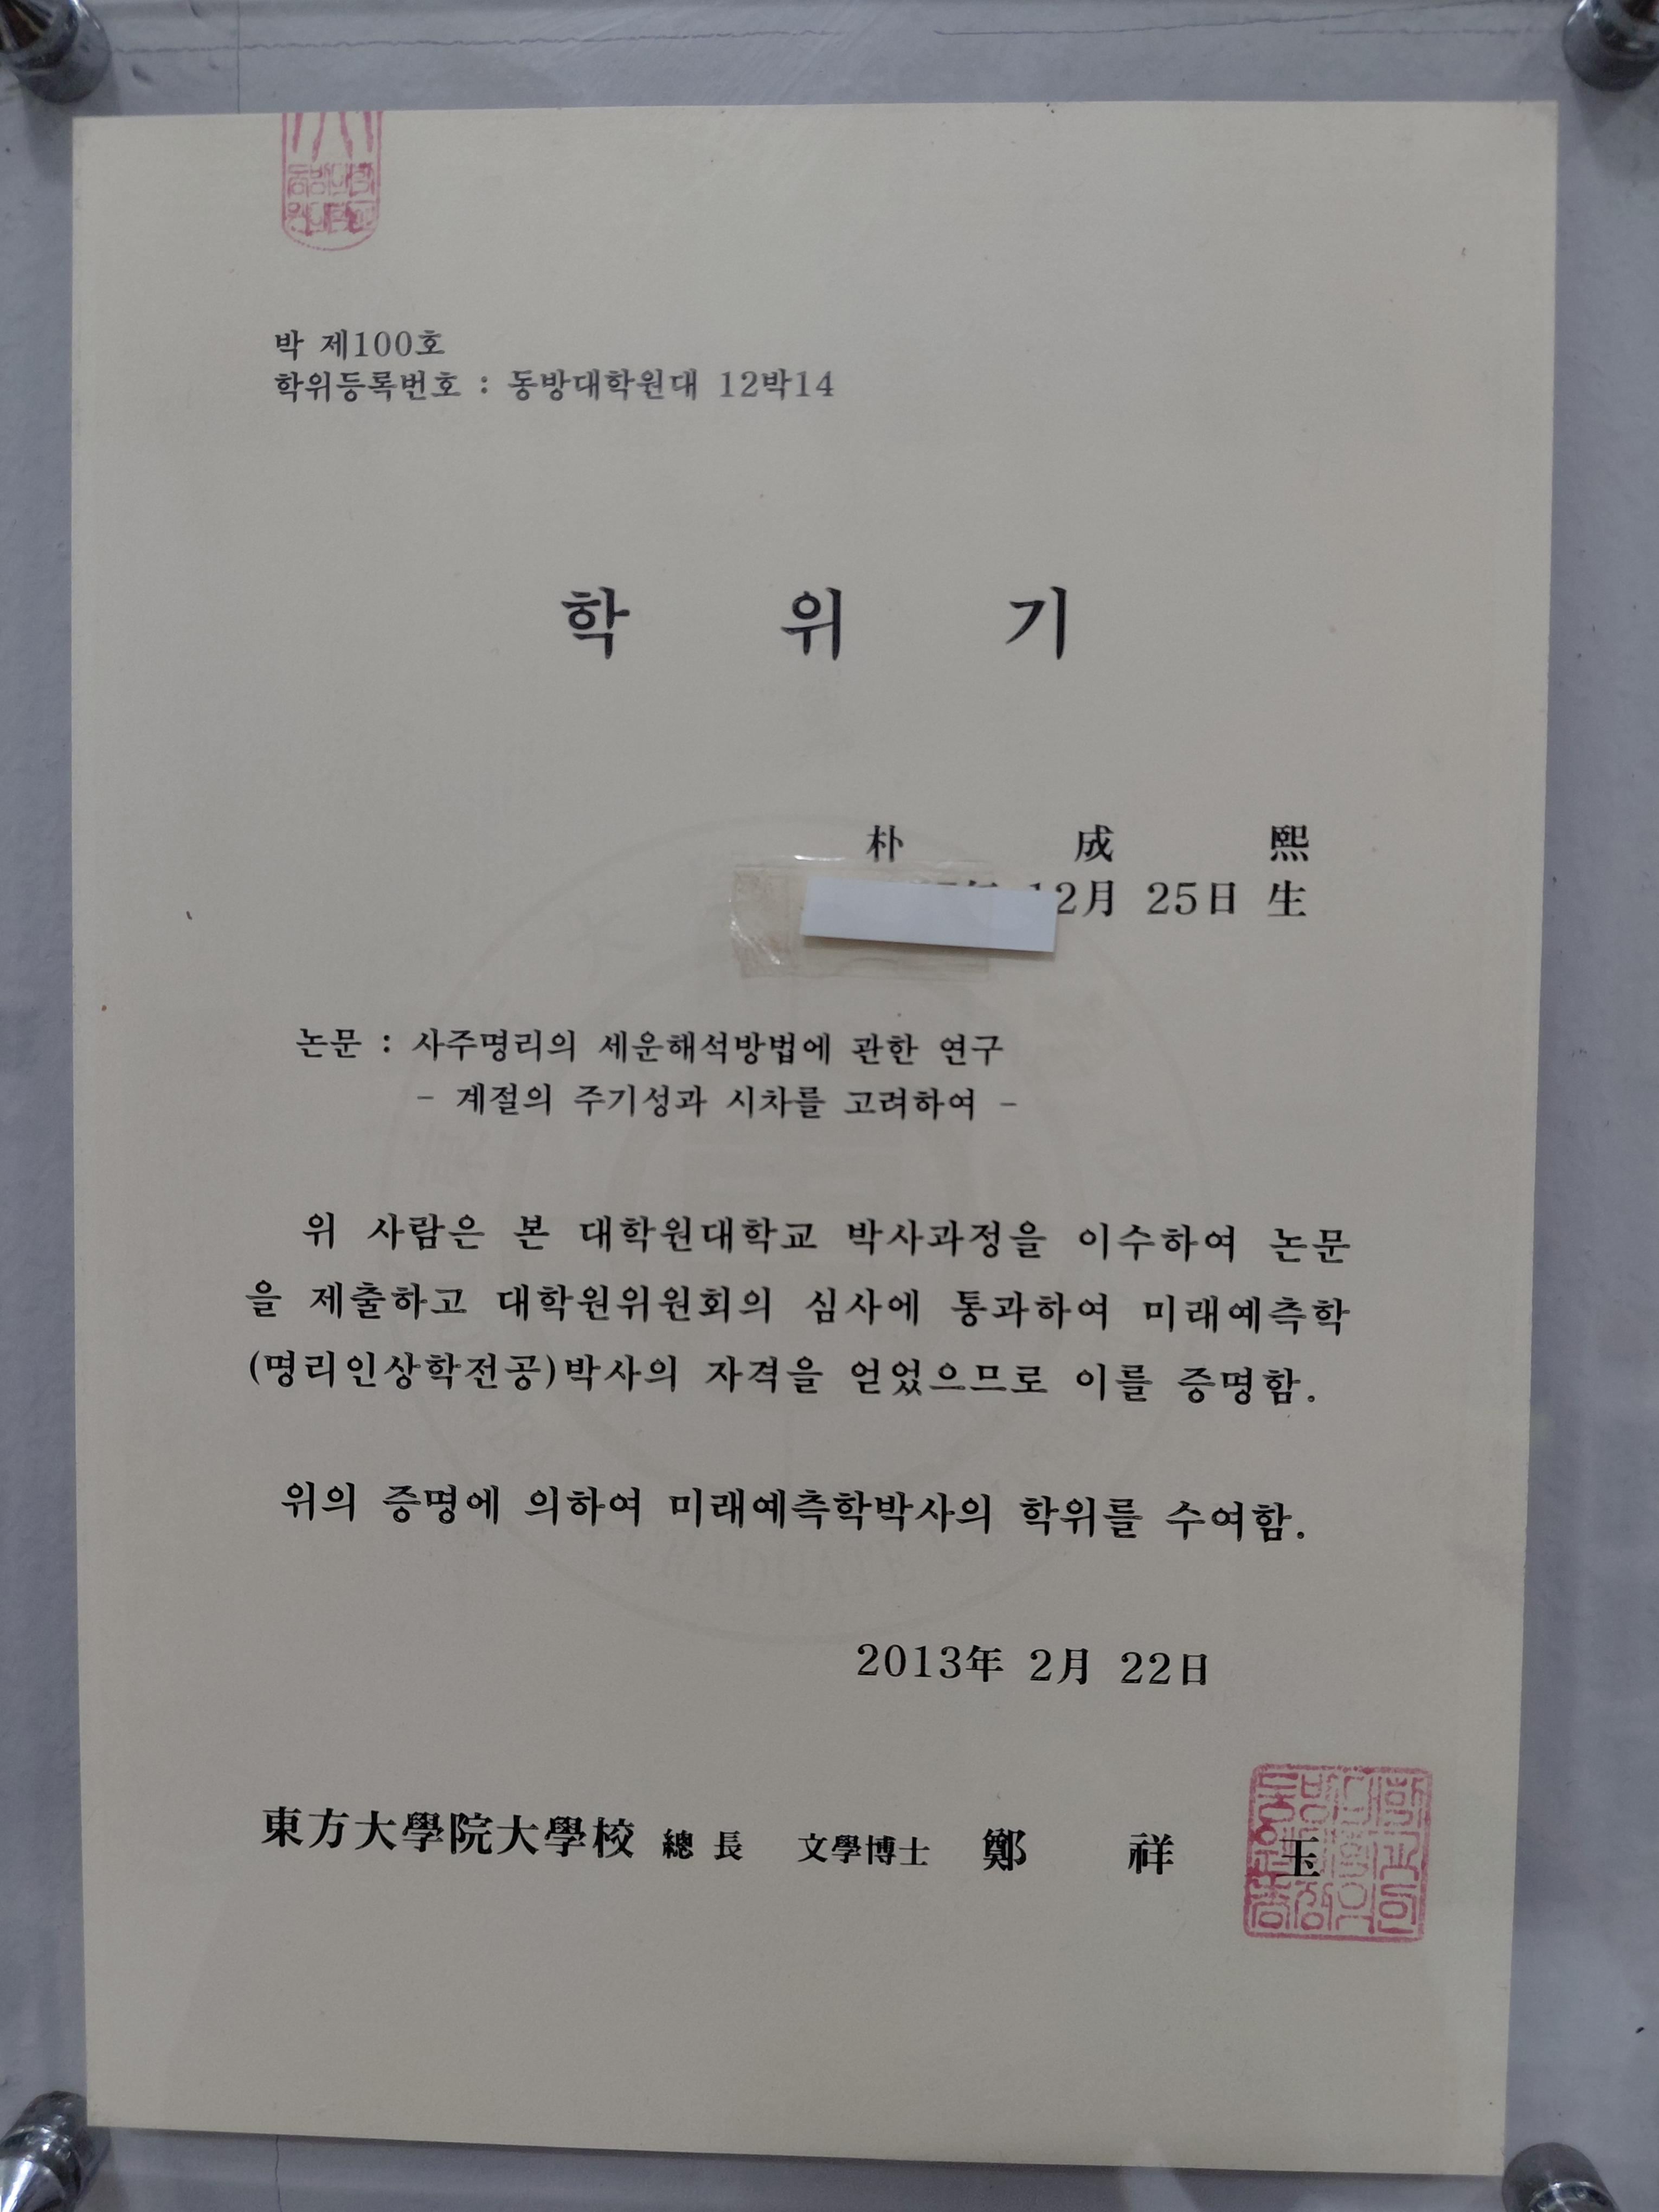 박 제100호
학위등록번호 : 동방대학원대 12박14
학 위 기
朴 成 熙
12月 25日 生
논문 : 사주명리의 세운해석방법에 관한 연구
- 계절의 주기성과 시차를 고려하여 -
위 사람은 본 대학원대학교 박사과정을 이수하여 논문
을 제출하고 대학원위원회의 심사에 통과하여 미래예측학
(명리인상학전공)박사의 자격을 얻었으므로 이를 증명함.
위의 증명에 의하여 미래예측학박사의 학위를 수여함.
2013年 2月 22日
東方大學院大學校 總 長 文學博士 鄭 祥 玉